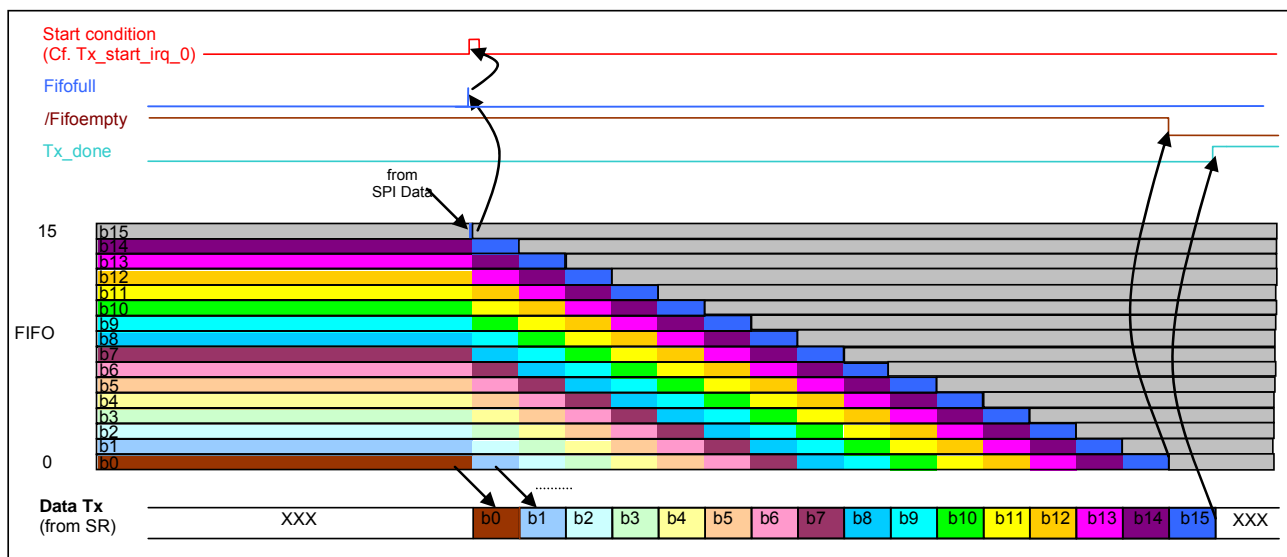 Start condition
(Cf. Tx_start_irq_0)
Fifofull
/Fifoempty
Tx_done
from
SPI Data
15
b15
b14
b13
b12
b11
b10
b9
FIFO
b8
b7
b6
b5
b4
b3
b2
b1
0
b0
..........
Data Tx
(from SR)
XXX b0 b1 b2 b3 b4 b5 b6 b7 b8 b9 b10 b11 b12 b13 b14 b15 XXX